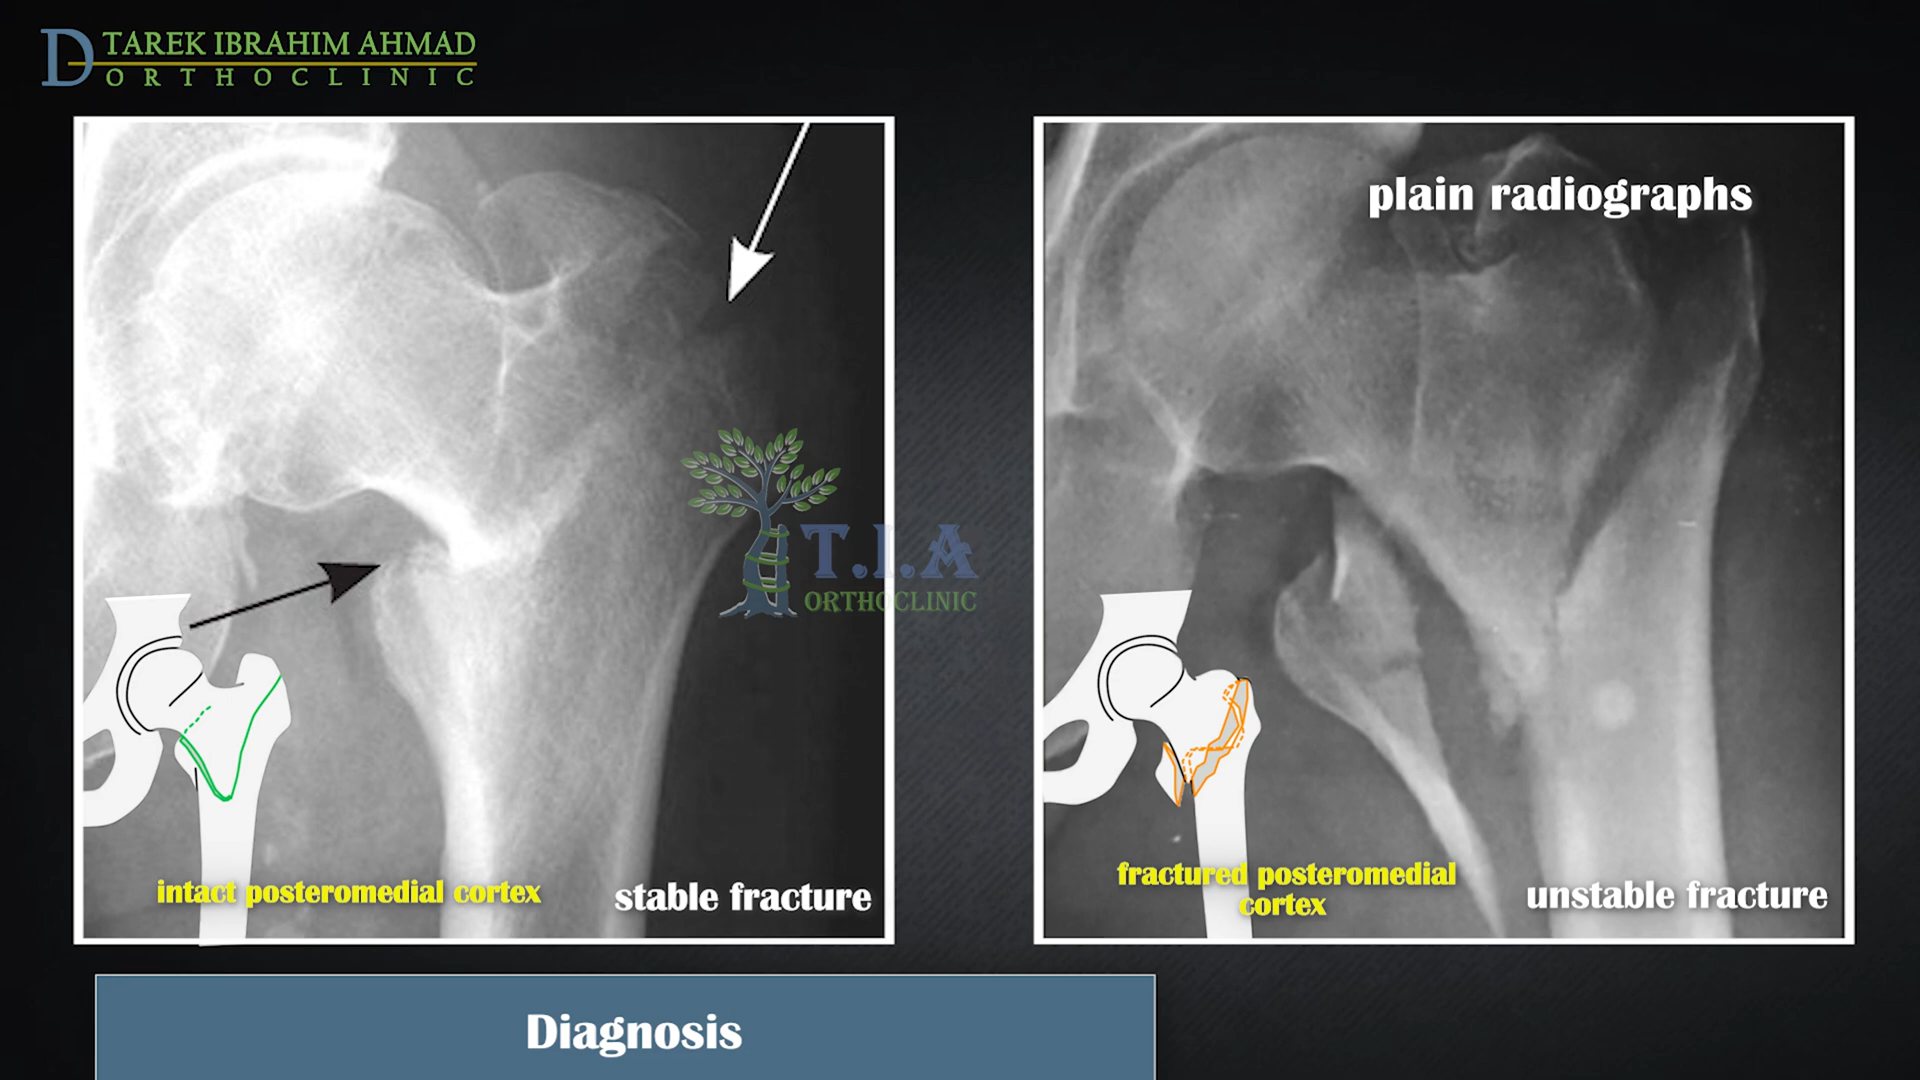 D TAREK IBRAHIM AHMAD
ORTHOCLINIC
plain radiographs
T.I.A
ORTHOCLINIC
intact posteromedial cortex
stable fracture
fractured posteromedial
cortex
unstable fracture
Diagnosis